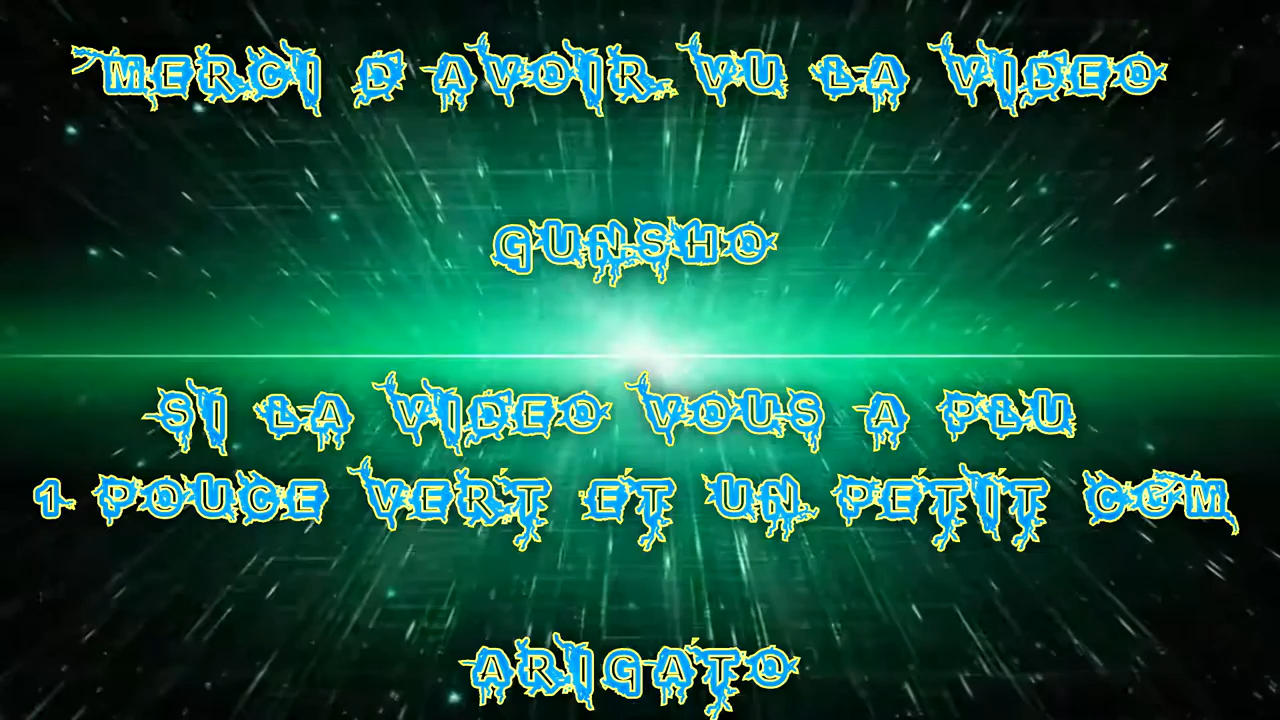 MERCI D AVOIR VU LA VIDEO
GUNSHO
SI LA VIDEO VOUS A PLU
1 POUCE VERT ET UN PETIT COM
ARIGATO